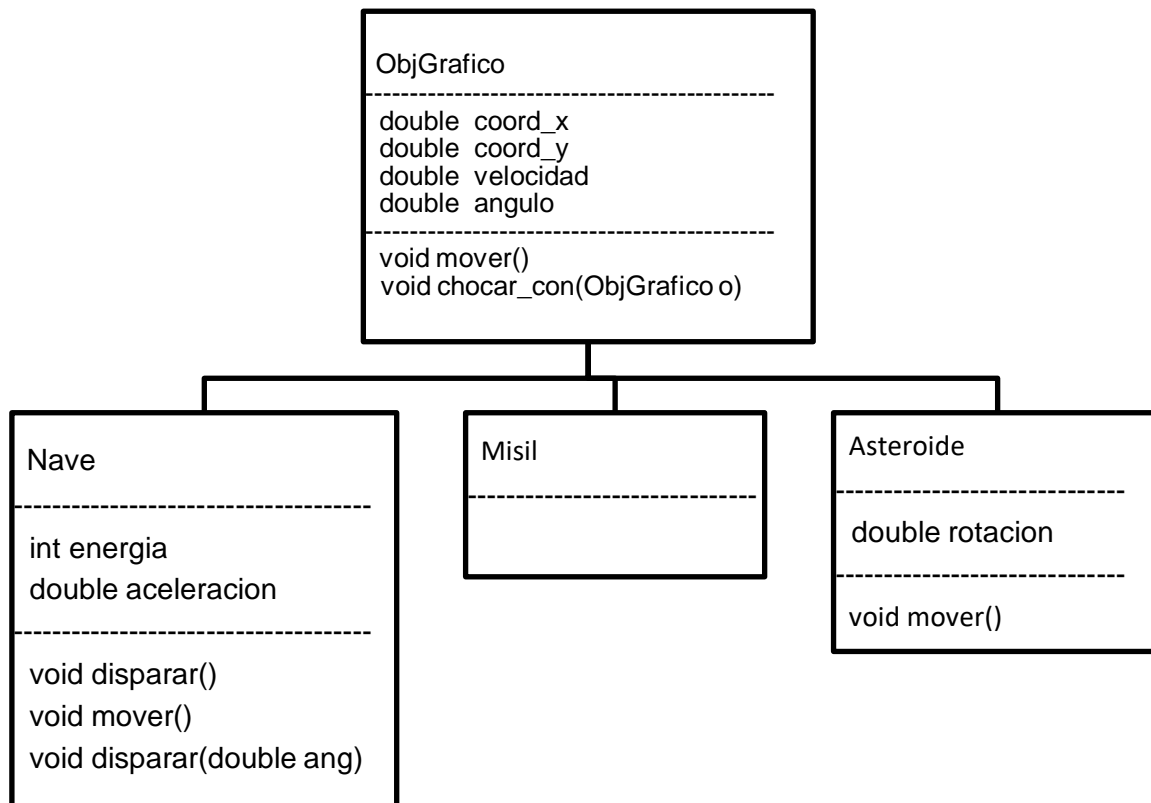 ObjGrafico
double coord_x
double coord_y
double velocidad
double angulo
void mover()
void chocar_con(ObjGrafico o)
Nave
int energia
double aceleracion
void disparar()
void mover()
void disparar(double ang)
Misil
Asteroide
double rotacion
void mover()